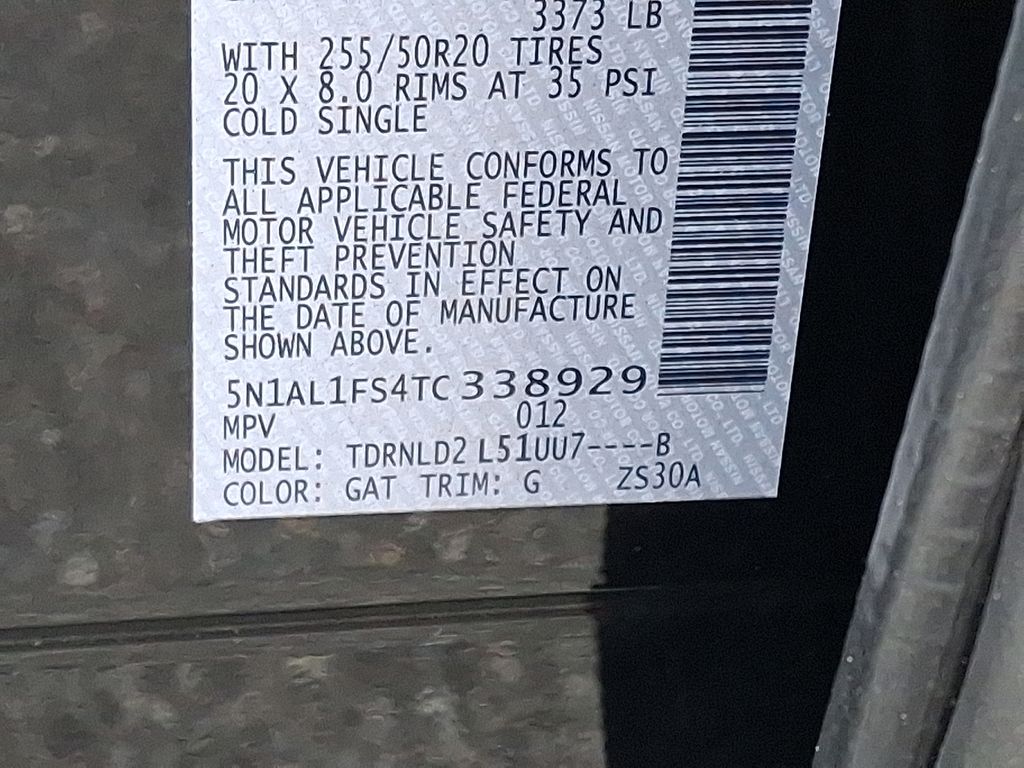 3373 LB
WITH 255/50R20 TIRES
20 X 8.0 RIMS AT 35 PSI
COLD SINGLE
THIS VEHICLE CONFORMS TO
ALL APPLICABLE FEDERAL
MOTOR VEHICLE SAFETY AND
THEFT PREVENTION
STANDARDS IN EFFECT ON
THE DATE OF MANUFACTURE
SHOWN ABOVE.
5N1AL1FS4TC338929
MPV 012
MODEL: TDRNLD2 L51UU7----B
COLOR: GAT TRIM: G ZS30A